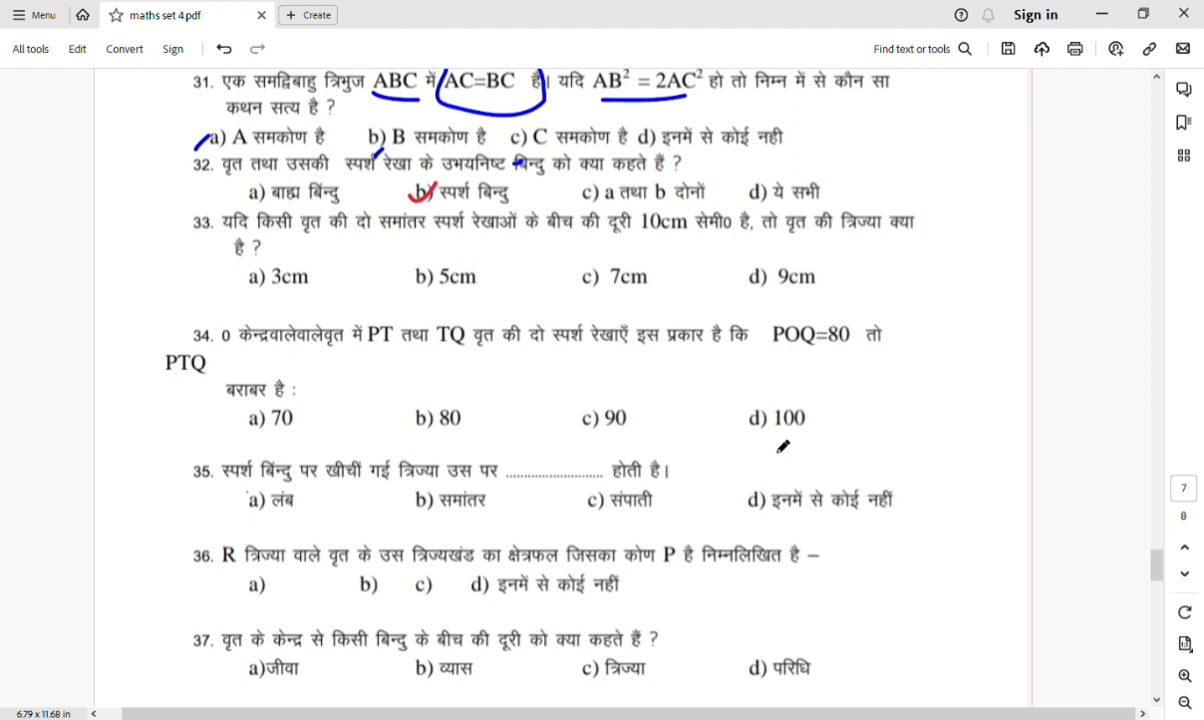 Menu
maths set 4.pdf
Create
Sign in
All tools
Edit
Convert
Sign
Find text or tools
31. एक समद्विबाहु त्रिभुज ABC में AC=BC है। यदि AB² = 2AC² हो तो निम्न में से कौन सा
कथन सत्य है ?
a) A समकोण है b) B समकोण है c) C समकोण है d) इनमें से कोई नही
32. वृत तथा उसकी स्पर्श रेखा के उभयनिष्ट बिन्दु को क्या कहते हैं ?
a) बाह्म बिंन्दु b) स्पर्श बिन्दु c) a तथा b दोनों d) ये सभी
33. यदि किसी वृत की दो समांतर स्पर्श रेखाओं के बीच की दूरी 10cm सेमी0 है, तो वृत की त्रिज्या क्या
है ?
a) 3cm b) 5cm c) 7cm d) 9cm
34. 0 केन्द्रवालेवालेवृत में PT तथा TQ वृत की दो स्पर्श रेखाएँ इस प्रकार है कि POQ=80 तो
PTQ
बराबर है :
a) 70 b) 80 c) 90 d) 100
35. स्पर्श बिंन्दु पर खीचीं गई त्रिज्या उस पर ........................ होती है।
a) लंब b) समांतर c) संपाती d) इनमें से कोई नहीं
36. R त्रिज्या वाले वृत के उस त्रिज्यखंड का क्षेत्रफल जिसका कोण P है निम्नलिखित है –
a) b) c) d) इनमें से कोई नहीं
37. वृत के केन्द्र से किसी बिन्दु के बीच की दूरी को क्या कहते हैं ?
a)जीवा b) व्यास c) त्रिज्या d) परिधि
7
8
6.79 x 11.68 in